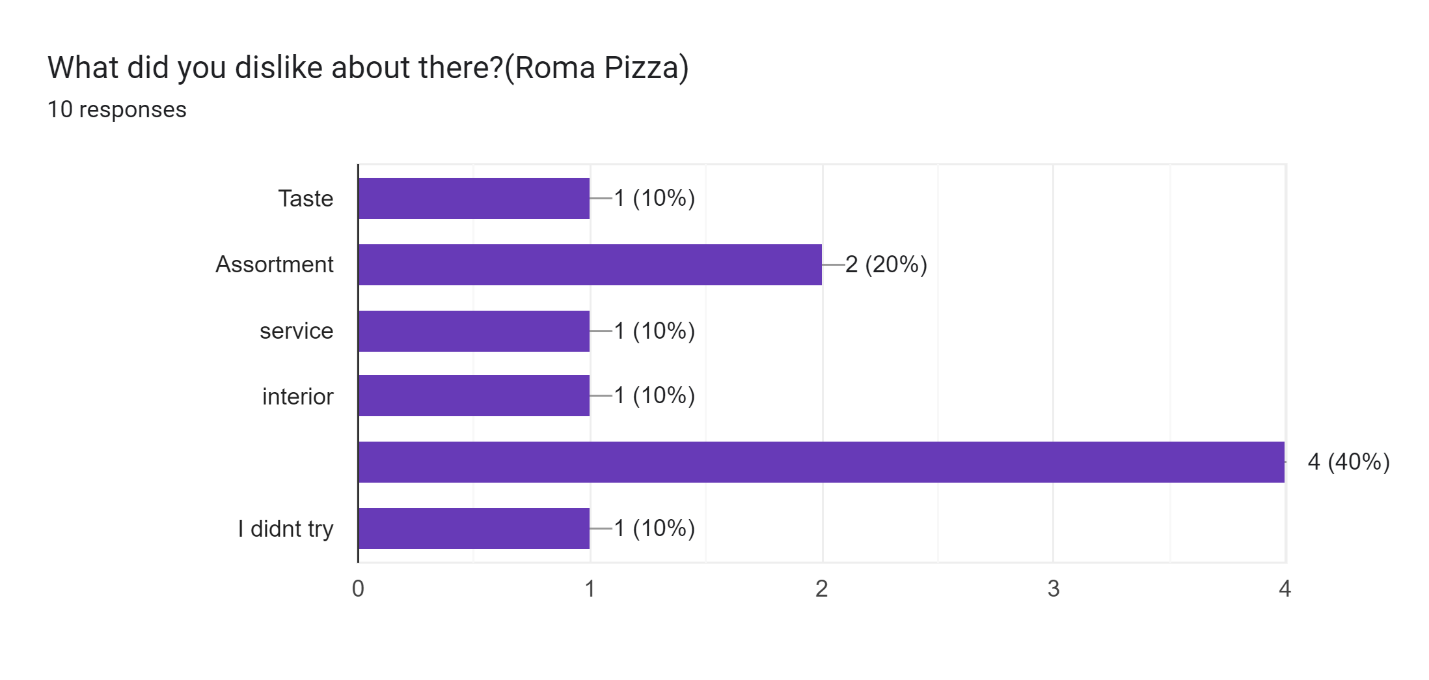 What did you dislike about there?(Roma Pizza)
10 responses
Taste
1 (10%)
Assortment
2 (20%)
service
1 (10%)
interior
1 (10%)
4 (40%)
I didnt try
1 (10%)
0 1 2 3 4